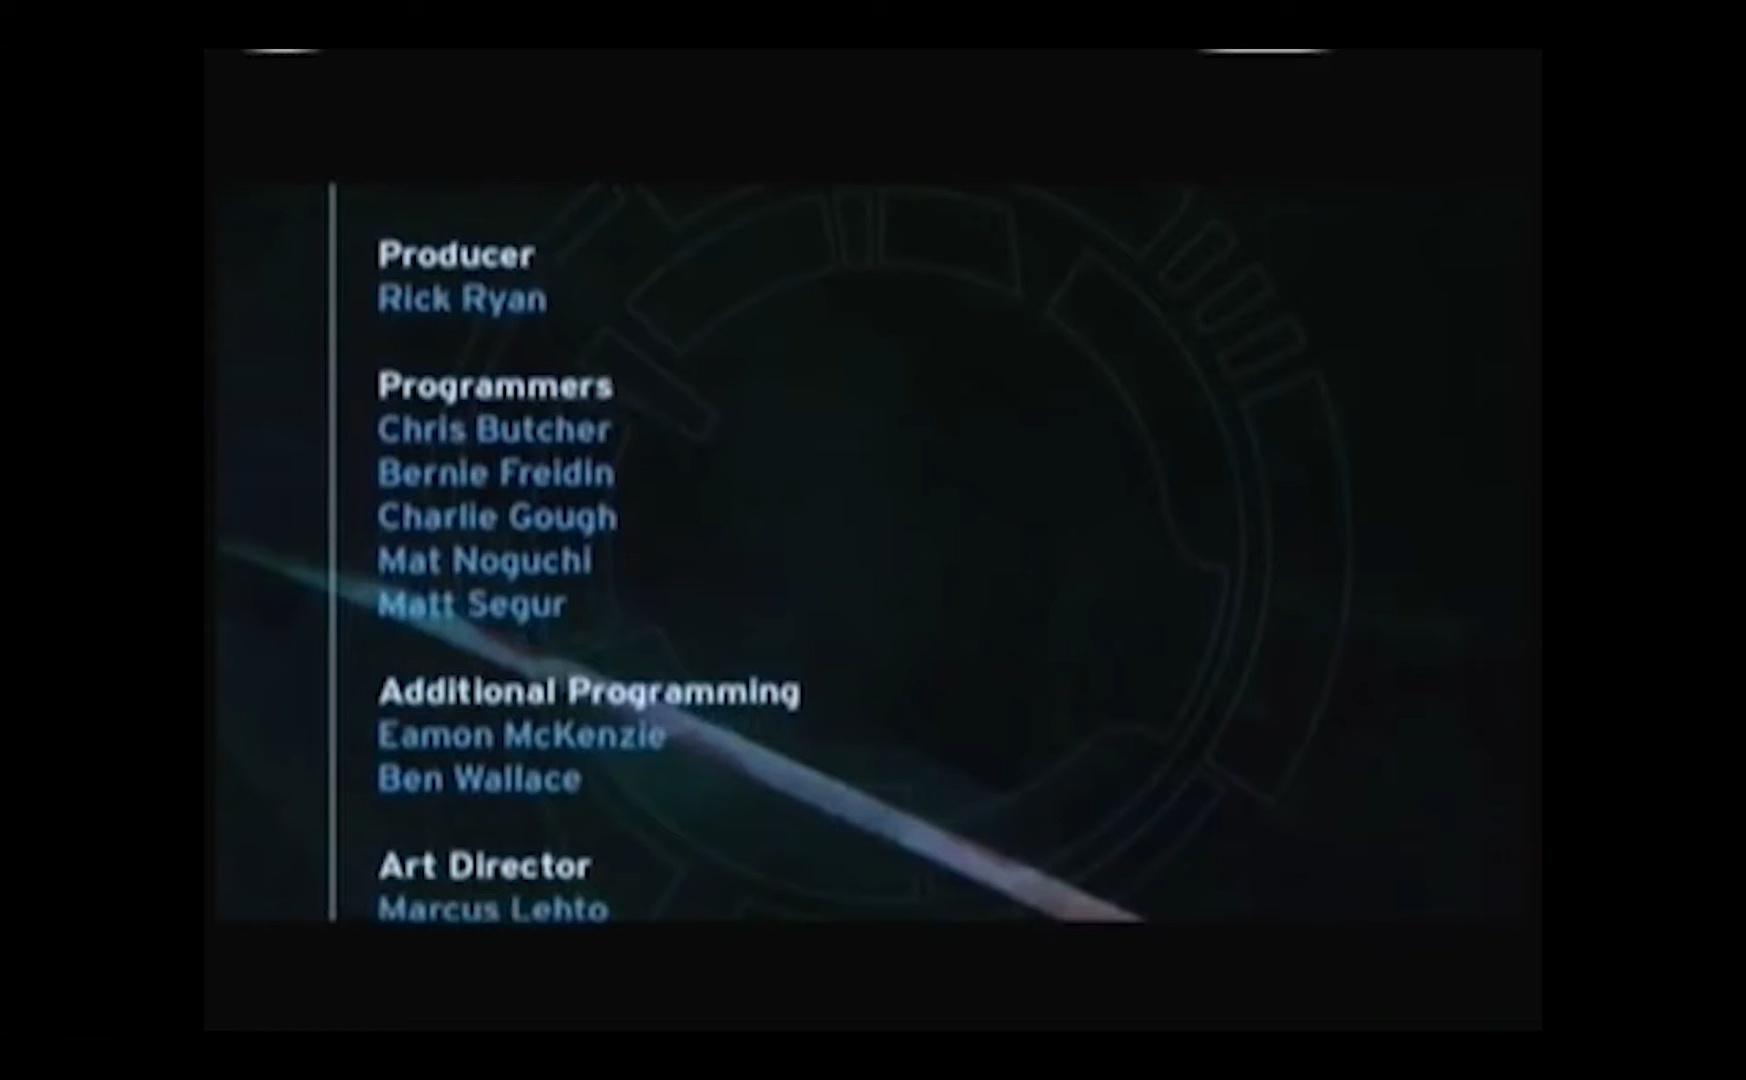 Producer
Rick Ryan
Programmers
Chris Butcher
Bernie Freidin
Charlie Gough
Mat Noguchi
Matt Segur
Additional Programming
Eamon McKenzie
Ben Wallace
Art Director
Marcus Lehto